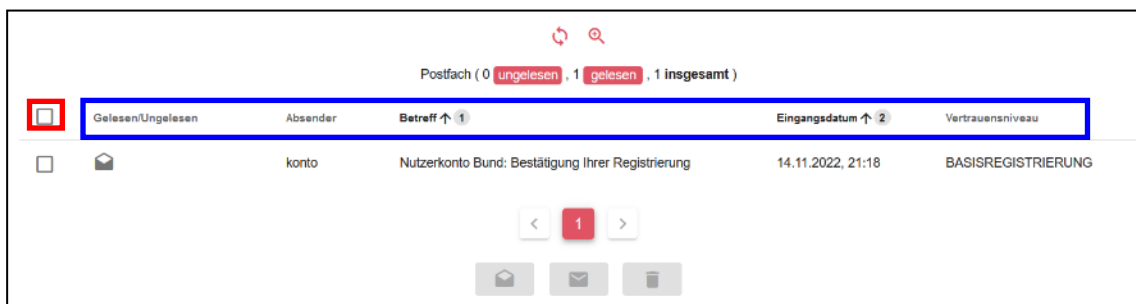 Postfach ( 0 ungelesen , 1 gelesen , 1 insgesamt )
Gelesen/Ungelesen Absender Betreff ↑ 1 Eingangsdatum ↑ 2 Vertrauensniveau
konto Nutzerkonto Bund: Bestätigung Ihrer Registrierung 14.11.2022, 21:18 BASISREGISTRIERUNG
< 1 >